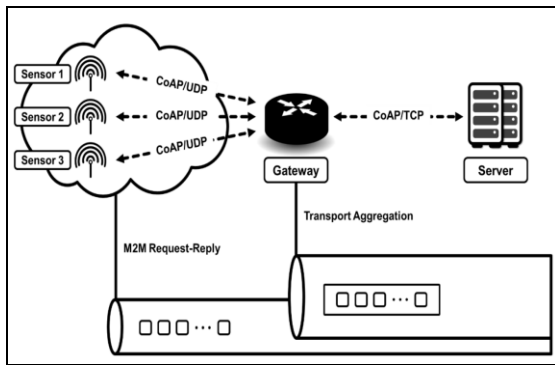 Sensor 1
CoAP/UDP
Sensor 2
CoAP/UDP
CoAP/TCP
Sensor 3
CoAP/UDP
Gateway
Server
Transport Aggregation
M2M Request-Reply